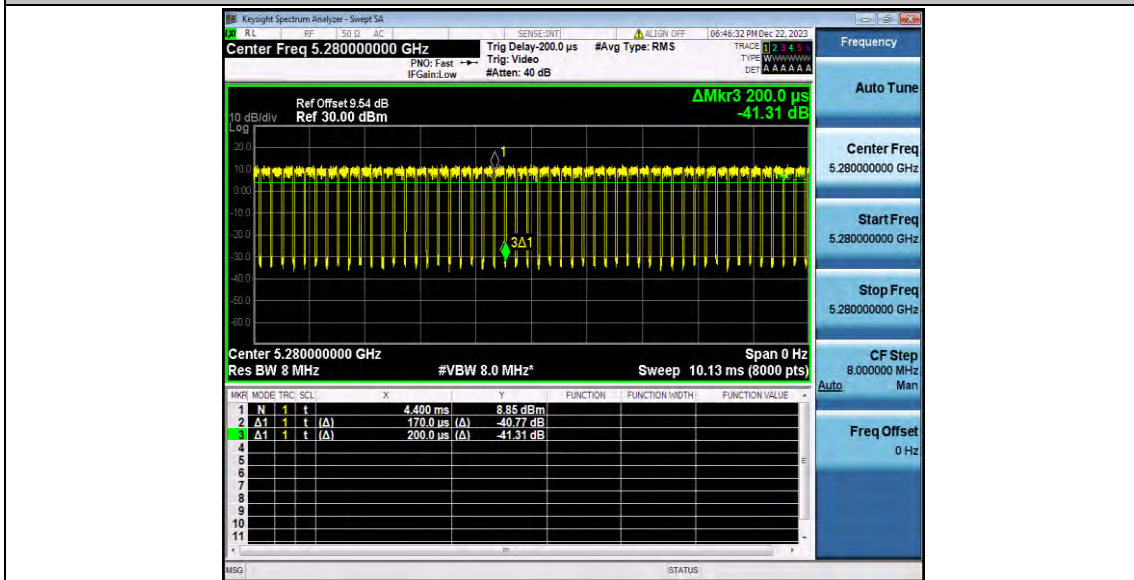 Keysight Spectrum Analyzer - Swept SA
RL RF 50 Ω AC SENSE:INT ALIGN OFF 06:46:32 PM Dec 22, 2023
Center Freq 5.280000000 GHz
PNO: Fast
IFGain:Low
Trig Delay-200.0 µs
Trig: Video
#Atten: 40 dB
#Avg Type: RMS
TRACE 1 2 3 4 5 6
TYPE W
DET A A A A A A
ΔMkr3 200.0 µs
-41.31 dB
Ref Offset 9.54 dB
10 dB/div Ref 30.00 dBm
Log
20.0
10.0
0.00
-10.0
-20.0
-30.0
-40.0
-50.0
-60.0
1
3Δ1
Center 5.280000000 GHz Span 0 Hz
Res BW 8 MHz #VBW 8.0 MHz* Sweep 10.13 ms (8000 pts)
MKR MODE TRC SCL X Y FUNCTION FUNCTION WIDTH FUNCTION VALUE
1 N 1 t 4.400 ms 8.85 dBm
2 Δ1 1 t (Δ) 170.0 µs (Δ) -40.77 dB
3 Δ1 1 t (Δ) 200.0 µs (Δ) -41.31 dB
4
5
6
7
8
9
10
11
MSG STATUS
Frequency
Auto Tune
Center Freq
5.280000000 GHz
Start Freq
5.280000000 GHz
Stop Freq
5.280000000 GHz
CF Step
8.000000 MHz
Auto Man
Freq Offset
0 Hz